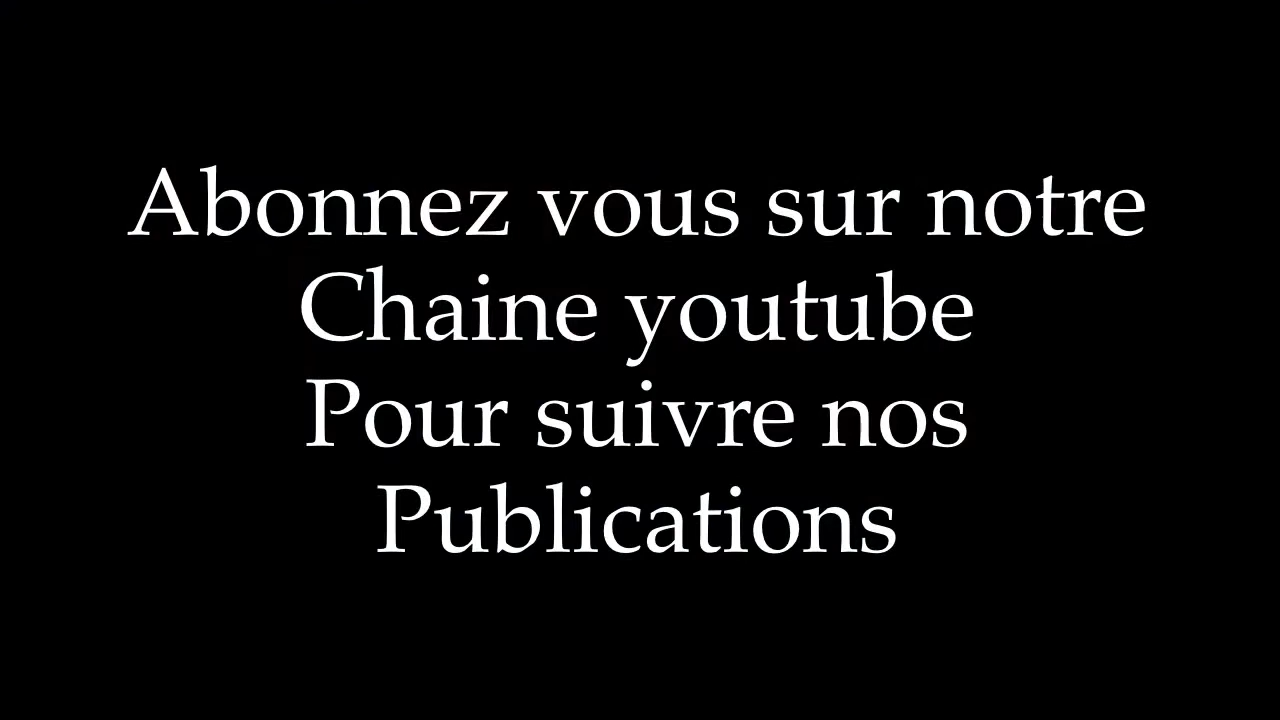 Abonnez vous sur notre
Chaine youtube
Pour suivre nos
Publications